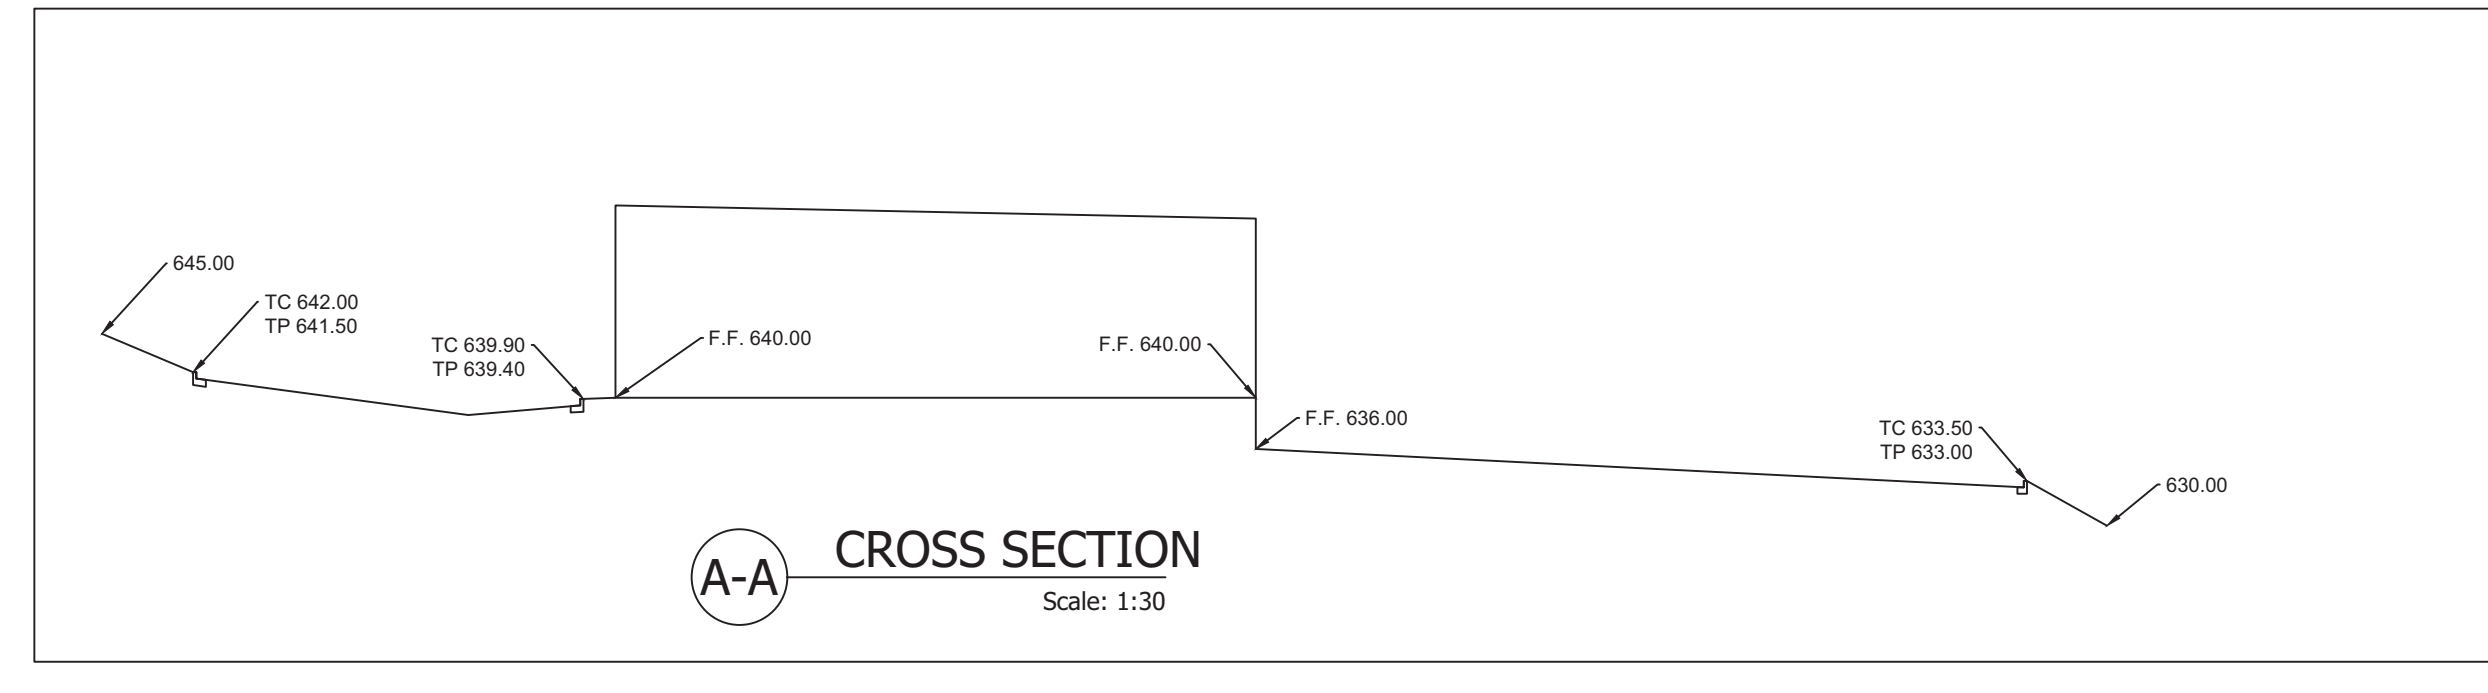 645.00
TC 642.00
TP 641.50
TC 639.90
TP 639.40
F.F. 640.00
F.F. 640.00
F.F. 636.00
TC 633.50
TP 633.00
630.00
A-A
CROSS SECTION
Scale: 1:30